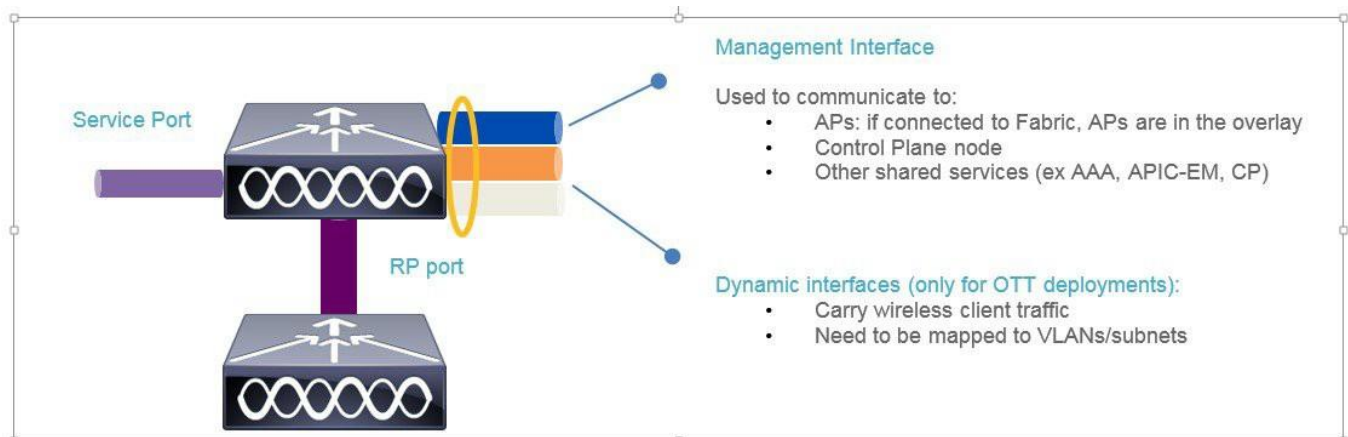 Service Port
RP port
Management Interface
Used to communicate to:
• APs: if connected to Fabric, APs are in the overlay
• Control Plane node
• Other shared services (ex AAA, APIC-EM, CP)
Dynamic interfaces (only for OTT deployments):
• Carry wireless client traffic
• Need to be mapped to VLANs/subnets